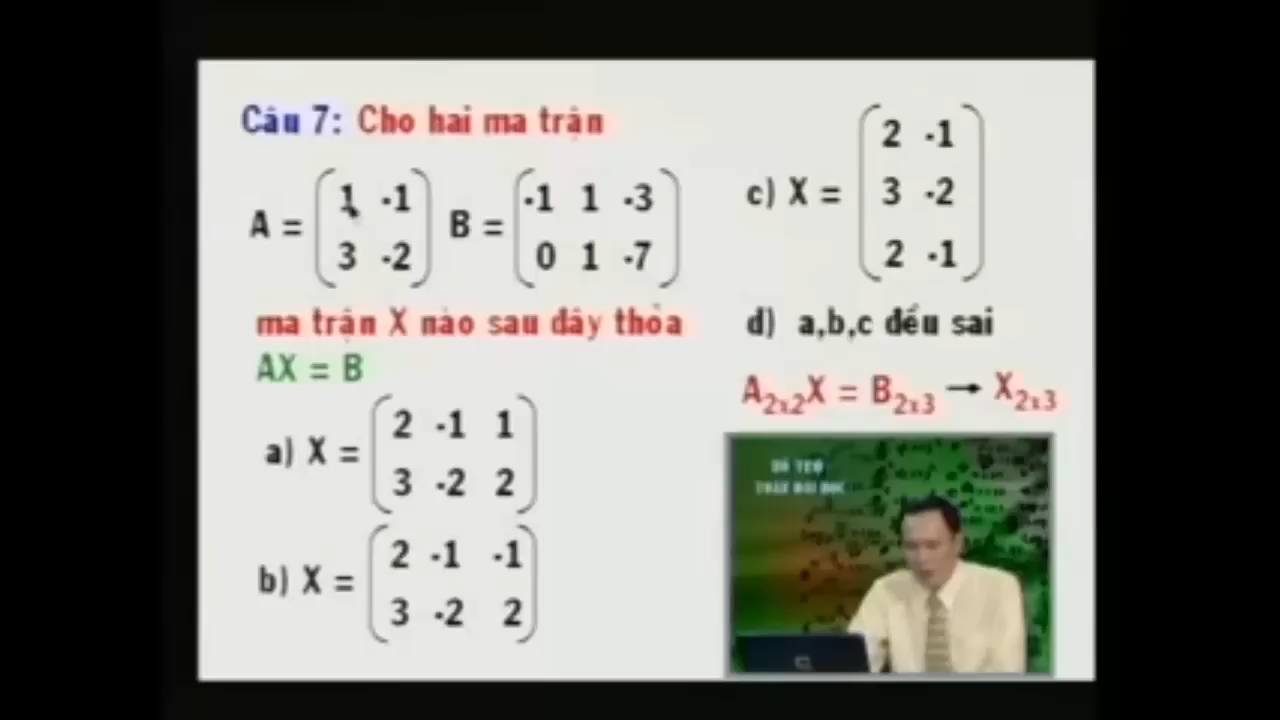 Câu 7: Cho hai ma trận
A = (1 -1
3 -2)
B = (-1 1 -3
0 1 -7)
ma trận X nào sau đây thỏa
AX = B
a) X = (2 -1 1
3 -2 2)
b) X = (2 -1 -1
3 -2 2)
c) X = (2 -1
3 -2
2 -1)
d) a,b,c đều sai
A2x2X = B2x3 → X2x3